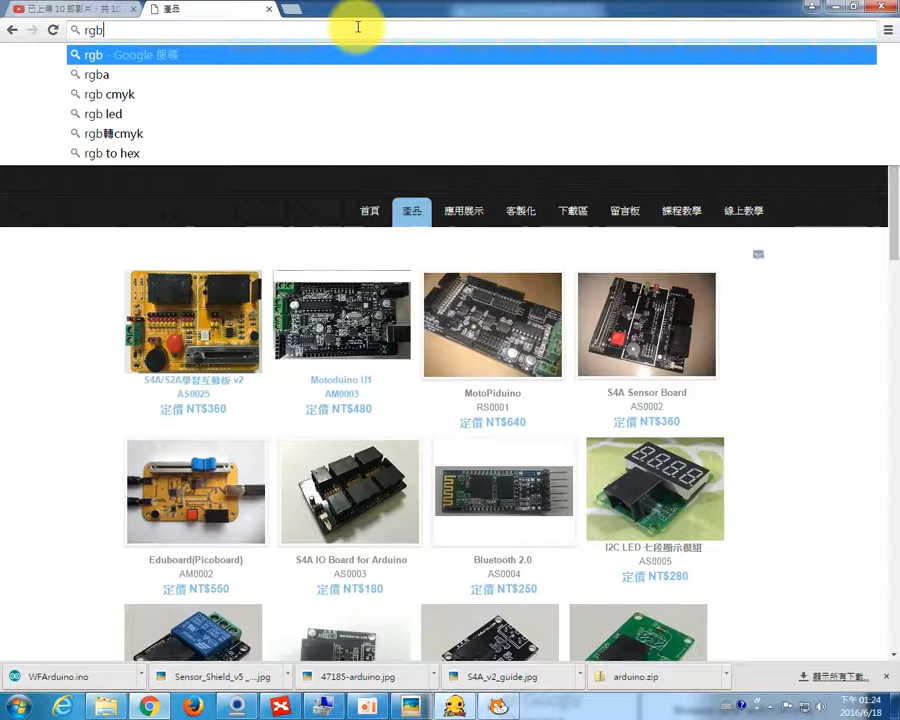 已上傳 10 部影片，共 10
產品
rgb
rgb - Google 搜尋
rgba
rgb cmyk
rgb led
rgb轉cmyk
rgb to hex
首頁 產品 應用展示 客製化 下載區 留言板 課程教學 線上教學
S4A/S2A學習互動板 v2
AS0025
定價 NT$360
Motoduino U1
AM0003
定價 NT$480
MotoPiduino
RS0001
定價 NT$640
S4A Sensor Board
AS0002
定價 NT$360
Eduboard(Picoboard)
AM0002
定價 NT$550
S4A IO Board for Arduino
AS0003
定價 NT$180
Bluetooth 2.0
AS0004
定價 NT$250
I2C LED 七段顯示模組
AS0005
定價 NT$280
WFArduino.ino
Sensor_Shield_v5_...jpg
47185-arduino.jpg
S4A_v2_guide.jpg
arduino.zip
顯示所有下載...
下午 01:24
2016/6/18